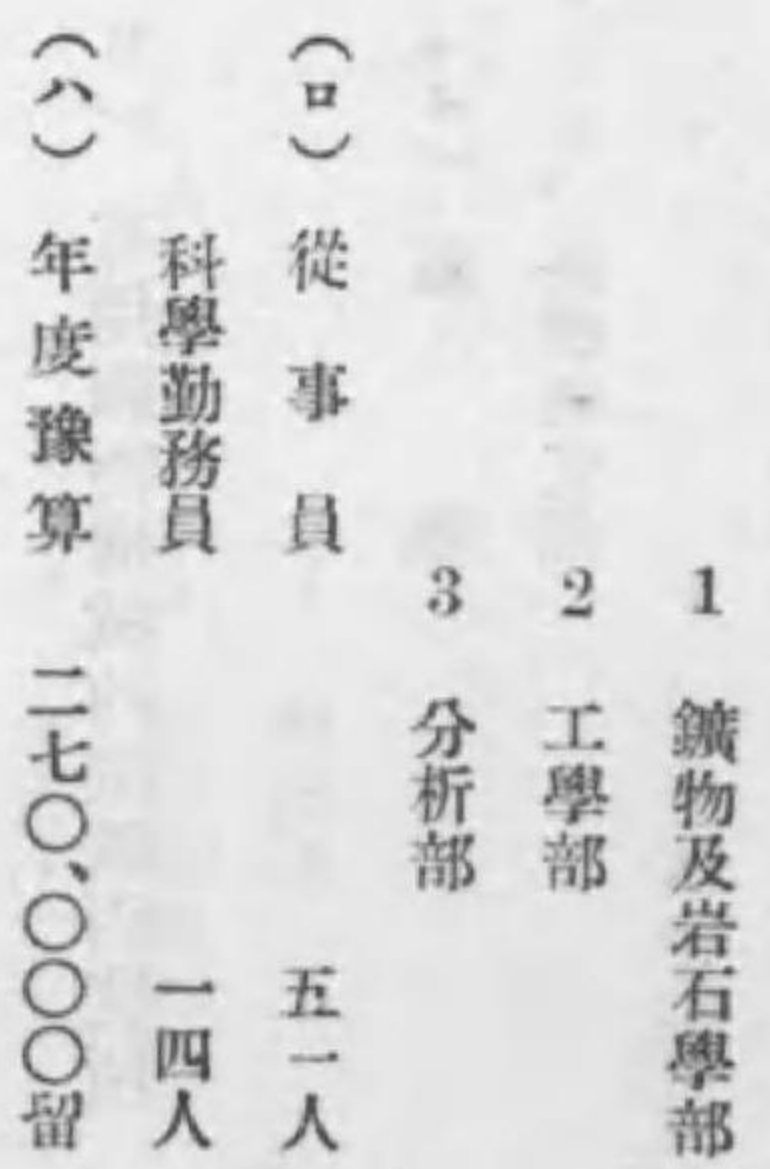 1 鑛物及岩石學部
2 工學部
3 分析部
(ロ) 從事員 五一人
科學勤務員 一四人
(ハ) 年度豫算 二七〇、〇〇〇留